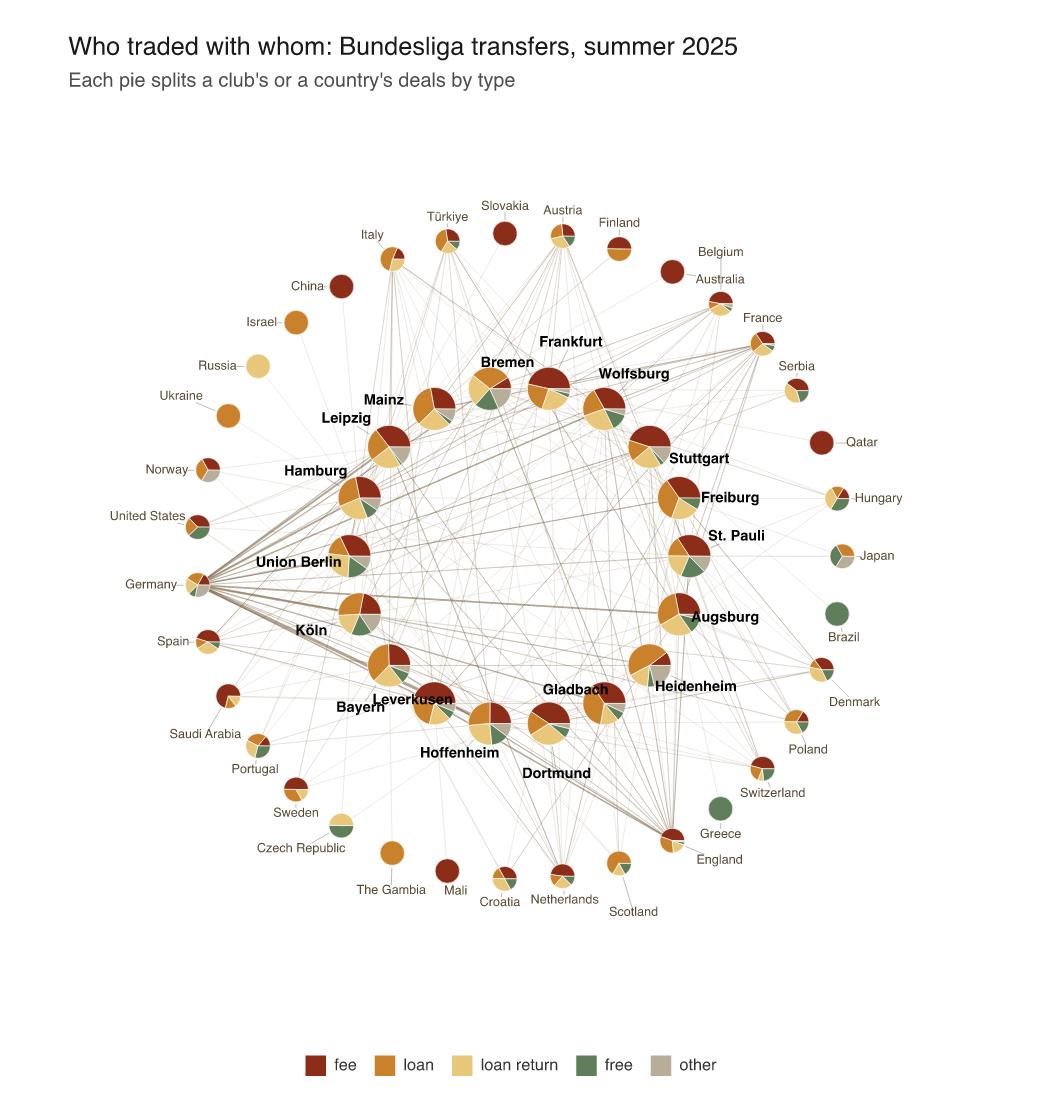 Who traded with whom: Bundesliga transfers, summer 2025
Each pie splits a club's or a country's deals by type
Slovakia
Austria
Türkiye
Finland
Italy
Belgium
Australia
China
France
Israel
Frankfurt
Bremen
Russia
Wolfsburg
Serbia
Ukraine
Mainz
Leipzig
Qatar
Stuttgart
Norway
Hamburg
Freiburg
Hungary
United States
St. Pauli
Japan
Union Berlin
Germany
Augsburg
Köln
Brazil
Spain
Heidenheim
Gladbach
Leverkusen
Bayern
Denmark
Saudi Arabia
Hoffenheim
Poland
Portugal
Dortmund
Switzerland
Sweden
Greece
Czech Republic
England
The Gambia
Mali
Croatia
Netherlands
Scotland
fee
loan
loan return
free
other